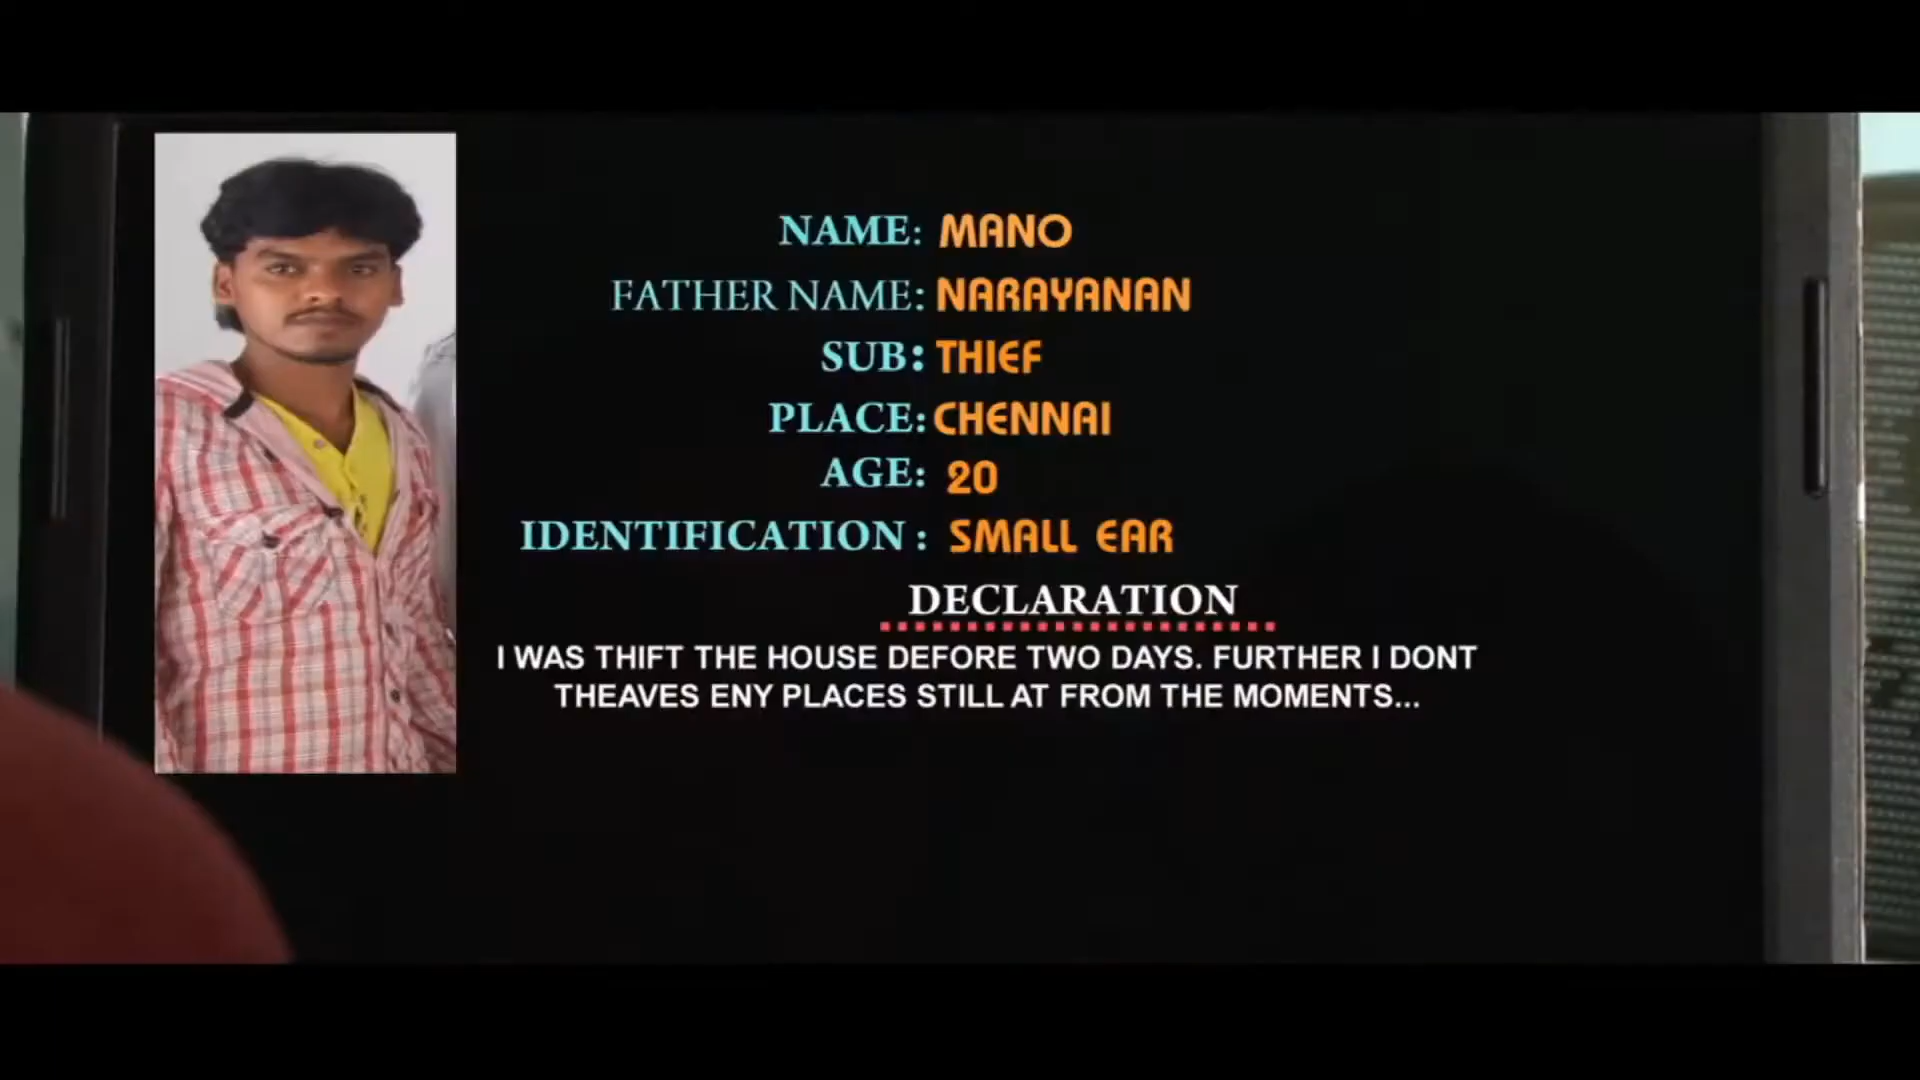 NAME: MANO
FATHER NAME: NARAYANAN
SUB: THIEF
PLACE: CHENNAI
AGE: 20
IDENTIFICATION : SMALL EAR
DECLARATION
I WAS THIFT THE HOUSE DEFORE TWO DAYS. FURTHER I DONT
THEAVES ENY PLACES STILL AT FROM THE MOMENTS...